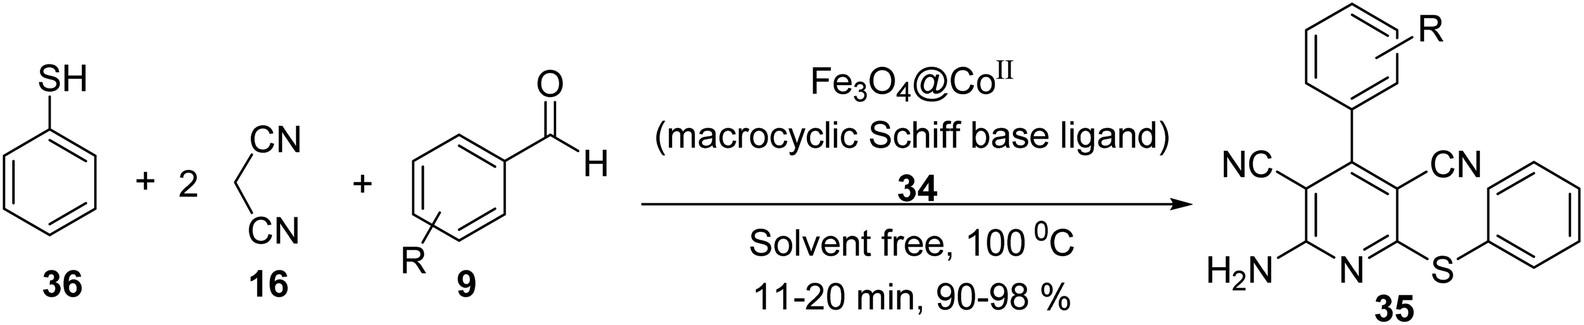 SH
36
+ 2
CN
CN
16
+
O
H
R
9
Fe₃O₄@Coᴵᴵ
(macrocyclic Schiff base ligand)
34
Solvent free, 100 ⁰C
11-20 min, 90-98 %
R
NC
CN
H₂N
N
S
35